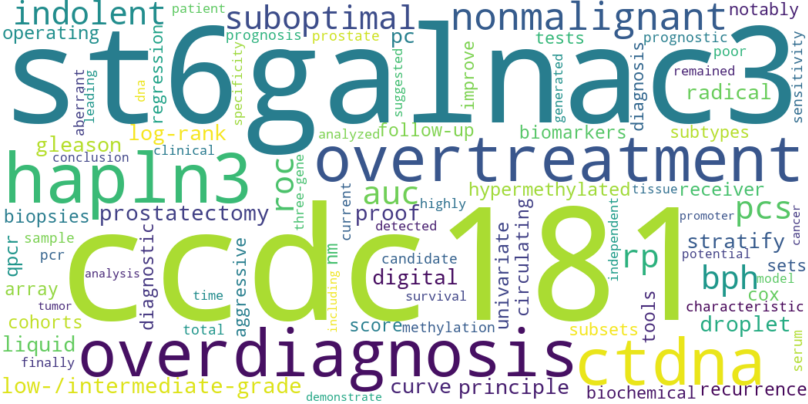 indolent
patient
suboptimal
nonmalignant
notably
operating
prognosis
prostate
pc
tests
prognostic
poor
st6galnac3
aberrant
leading
dna
regression
specificity
suggested
improve
generated
diagnosis
remained
radical
sensitivity
log-rank
analyzed
follow-up
biomarkers
subtypes
gleason
conclusion
clinical
hapln3
roc
three-gene
overtreatment
auc
hypermethylated
tissue
receiver
biopsies
prostatectomy
current
proof
highly
detected
univariate
circulating
independent
pcs
promoter
cancer
qpcr
sample
pcr
ccdc181
diagnostic
aggressive
nm
including
candidate
digital
survival
rp
stratify
potential
sets
bph
model
analysis
array
tumor
time
cox
characteristic
cohorts
total
score
methylation
subsets
tools
droplet
liquid
finally
overdiagnosis
ctdna
serum
low-/intermediate-grade
curve
principle
biochemical
recurrence
demonstrate